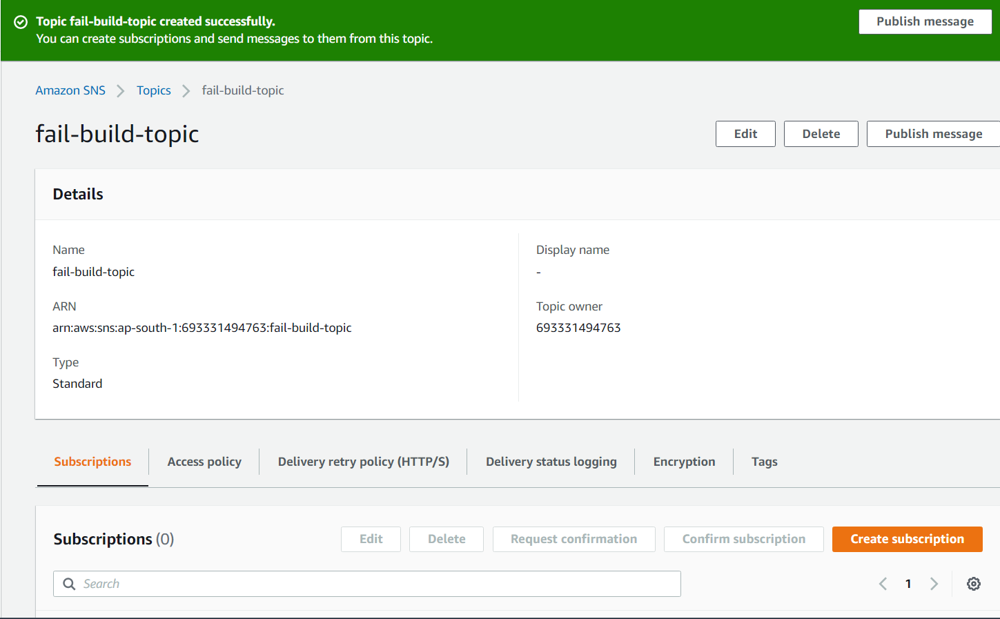 Topic fail-build-topic created successfully.
You can create subscriptions and send messages to them from this topic.
Publish message
Amazon SNS
Topics
fail-build-topic
fail-build-topic
Edit
Delete
Publish message
Details
Name
fail-build-topic
Display name
-
ARN
arn:aws:sns:ap-south-1:693331494763:fail-build-topic
Topic owner
693331494763
Type
Standard
Subscriptions
Access policy
Delivery retry policy (HTTP/S)
Delivery status logging
Encryption
Tags
Subscriptions (0)
Edit
Delete
Request confirmation
Confirm subscription
Create subscription
Search
1